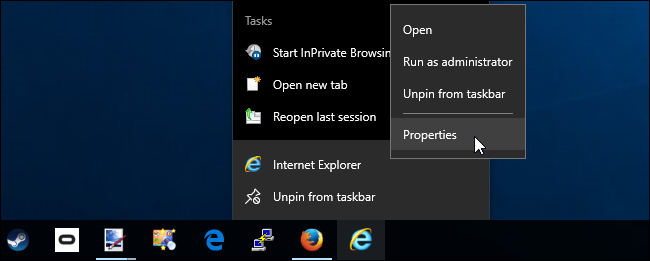 Tasks
Start InPrivate Browsin
Open new tab
Reopen last session
Internet Explorer
Unpin from taskbar
Open
Run as administrator
Unpin from taskbar
Properties